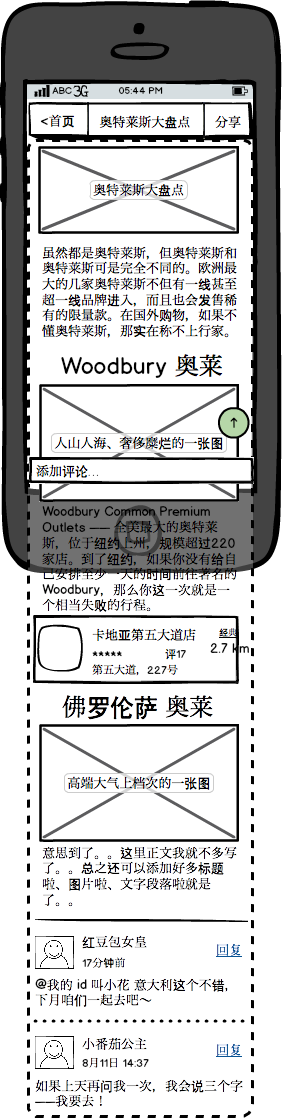 ABC 3G 05:44 PM
<首页 奥特莱斯大盘点 分享
奥特莱斯大盘点
虽然都是奥特莱斯，但奥特莱斯和
奥特莱斯可是完全不同的。欧洲最
大的几家奥特莱斯不但有一线甚至
超一线品牌进入，而且也会发售稀
有的限量款。在国外购物，如果不
懂奥特莱斯，那实在称不上行家。
Woodbury 奥莱
↑
人山人海、奢侈糜烂的一张图
添加评论...
Woodbury Common Premium
Outlets —— 全美最大的奥特莱
斯，位于纽约上州，规模超过220
家店。到了纽约，如果你没有给自
己安排至少一天的时间前往著名的
Woodbury，那么你这一次就是一
个相当失败的行程。
卡地亚第五大道店 经典
***** 评17 2.7 km
第五大道，227号
佛罗伦萨 奥莱
高端大气上档次的一张图
意思到了。。这里正文我就不多写
了。。总之还可以添加好多标题
啦、图片啦、文字段落啦就是
了。。
红豆包女皇 回复
17分钟前
@我的 id 叫小花 意大利这个不错，
下月咱们一起去吧～
小番茄公主 回复
8月11日 14:37
如果上天再问我一次，我会说三个字
——我要去！